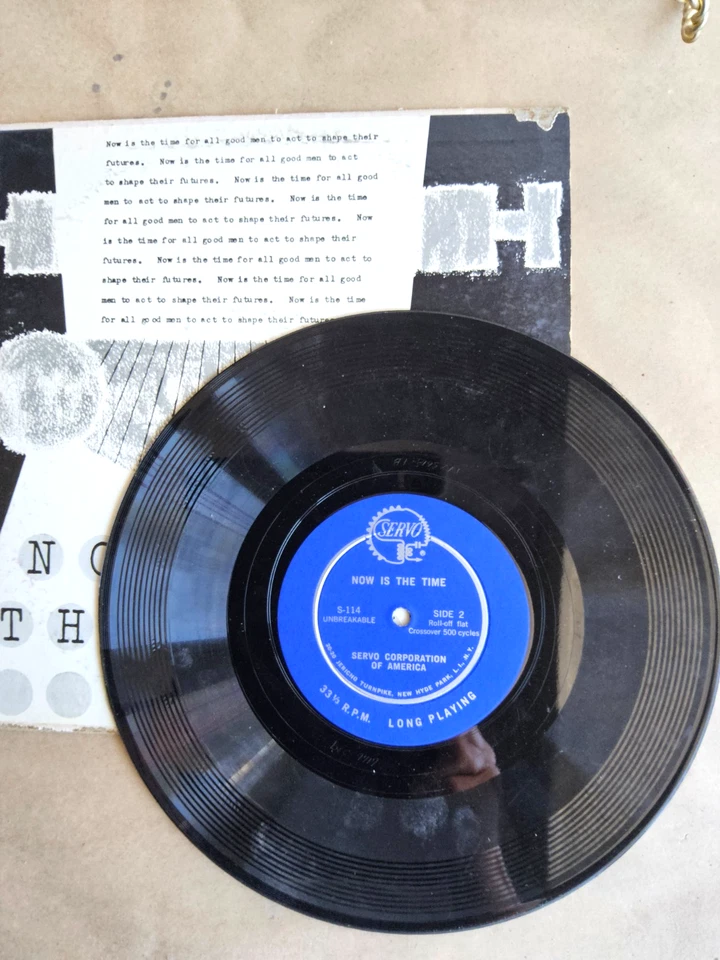 Now is the time for all good men to act to shape their
futures. Now is the time for all good men to act
to shape their futures. Now is the time for all good
men to act to shape their futures. Now is the time
for all good men to act to shape their futures. Now
is the time for all good men to act to shape their
futures. Now is the time for all good men to act to
shape their futures. Now is the time for all good
men to act to shape their futures. Now is the time
for all good men to act to shape their
N
TH
SERVO
NOW IS THE TIME
S-114
UNBREAKABLE
SIDE 2
Roll-off flat
Crossover 500 cycles
SERVO CORPORATION
OF AMERICA
JERICHO TURNPIKE, NEW HYDE PARK, L.I., N.Y.
33⅓ R.P.M. LONG PLAYING